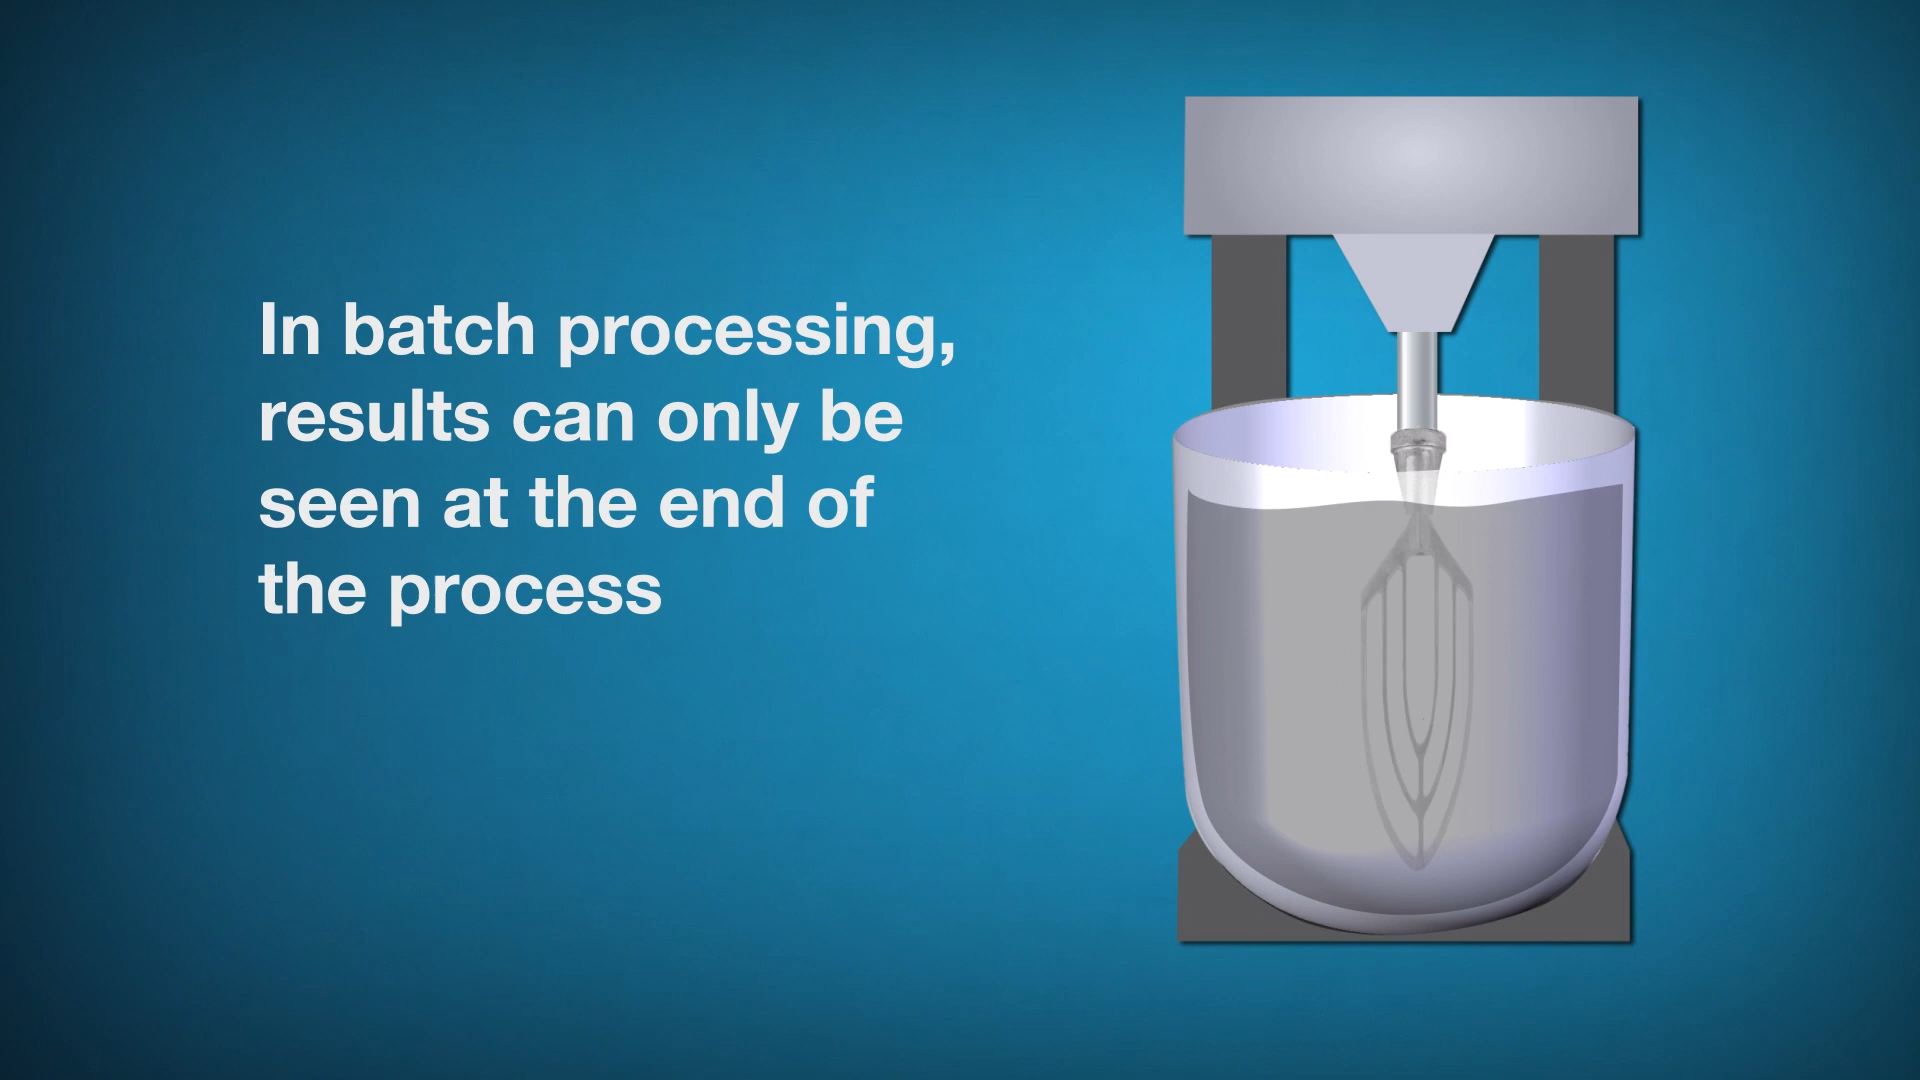 In batch processing,
results can only be
seen at the end of
the process